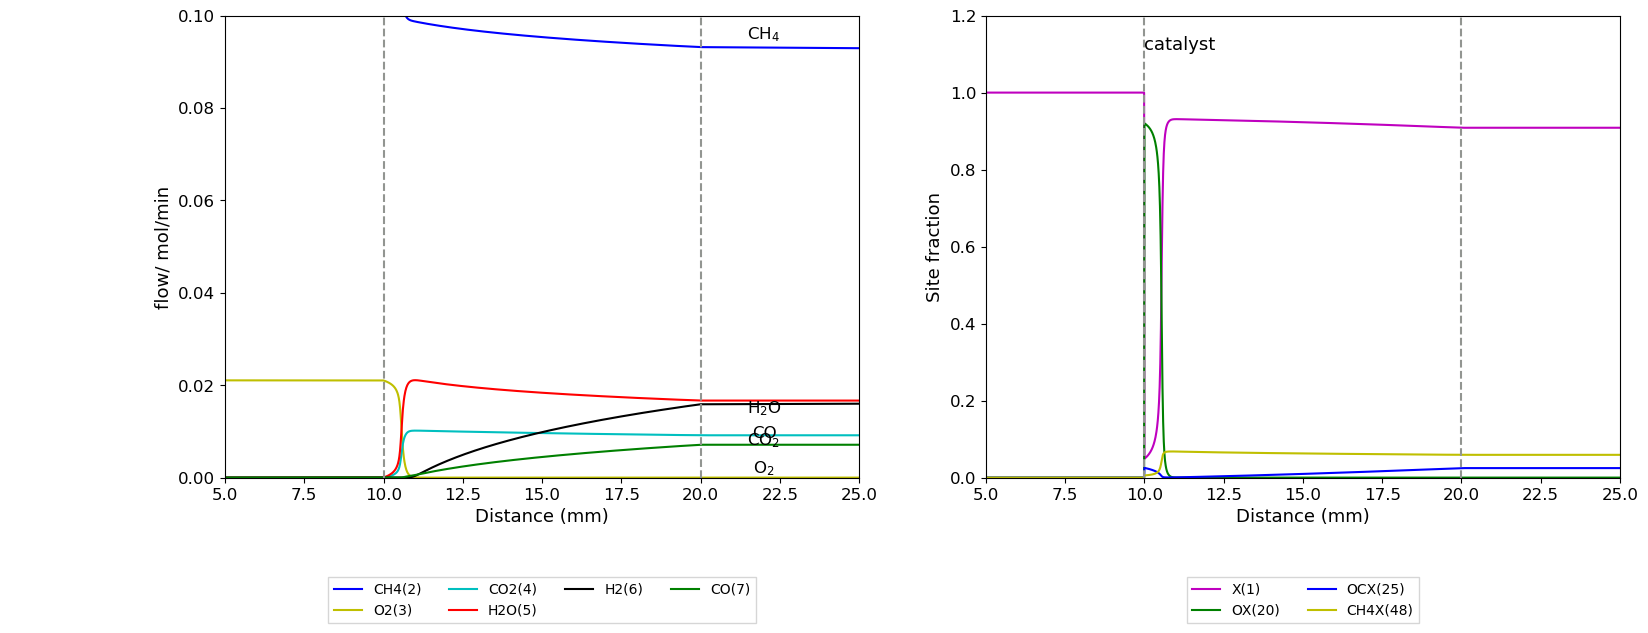 0.10
0.08
0.06
0.04
0.02
0.00
flow/ mol/min
CH₄
H₂O
CO
CO₂
O₂
5.0 7.5 10.0 12.5 15.0 17.5 20.0 22.5 25.0
Distance (mm)
CH4(2) CO2(4) H2(6) CO(7)
O2(3) H2O(5)
1.2
1.0
0.8
0.6
0.4
0.2
0.0
Site fraction
catalyst
5.0 7.5 10.0 12.5 15.0 17.5 20.0 22.5 25.0
Distance (mm)
X(1) OCX(25)
OX(20) CH4X(48)